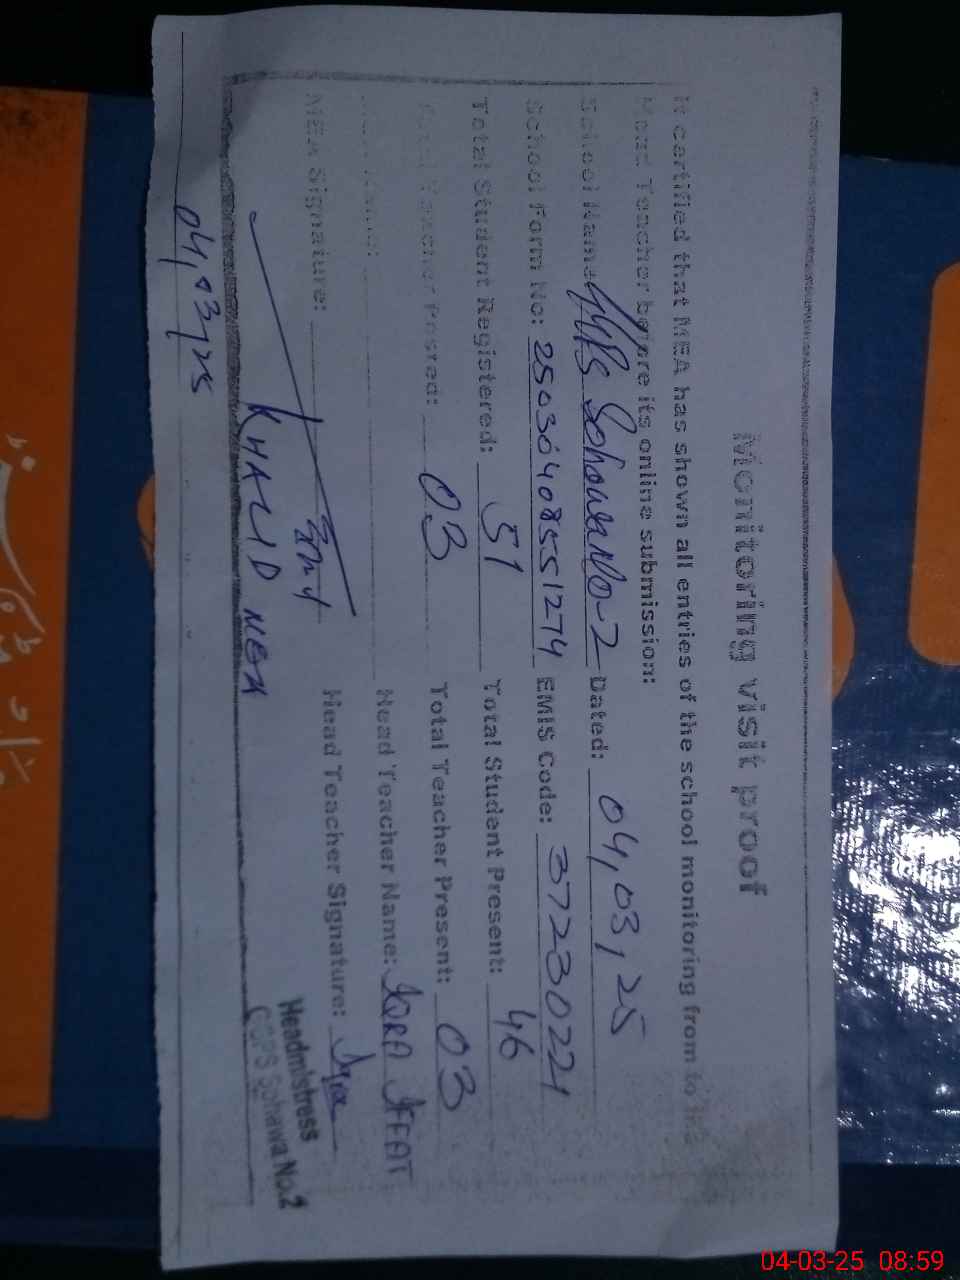 Monitoring visit proof
It certified that MEA has shown all entries of the school monitoring from to the
Head Teacher before its online submission:
School Name: Sohawa No-2 Dated: 04,03,25
School Form No: 25030408551274 EMIS Code: 37230221
Total Student Registered: 51 Total Student Present: 46
Total Teacher Posted: 03 Total Teacher Present: 03
Head Teacher Name: IQRA IFFAT
MEA Signature: Head Teacher Signature: Iqra
KHALID MEA
04,03,25
Headmistress
GGPS Sohawa No.2
04-03-25 08:59